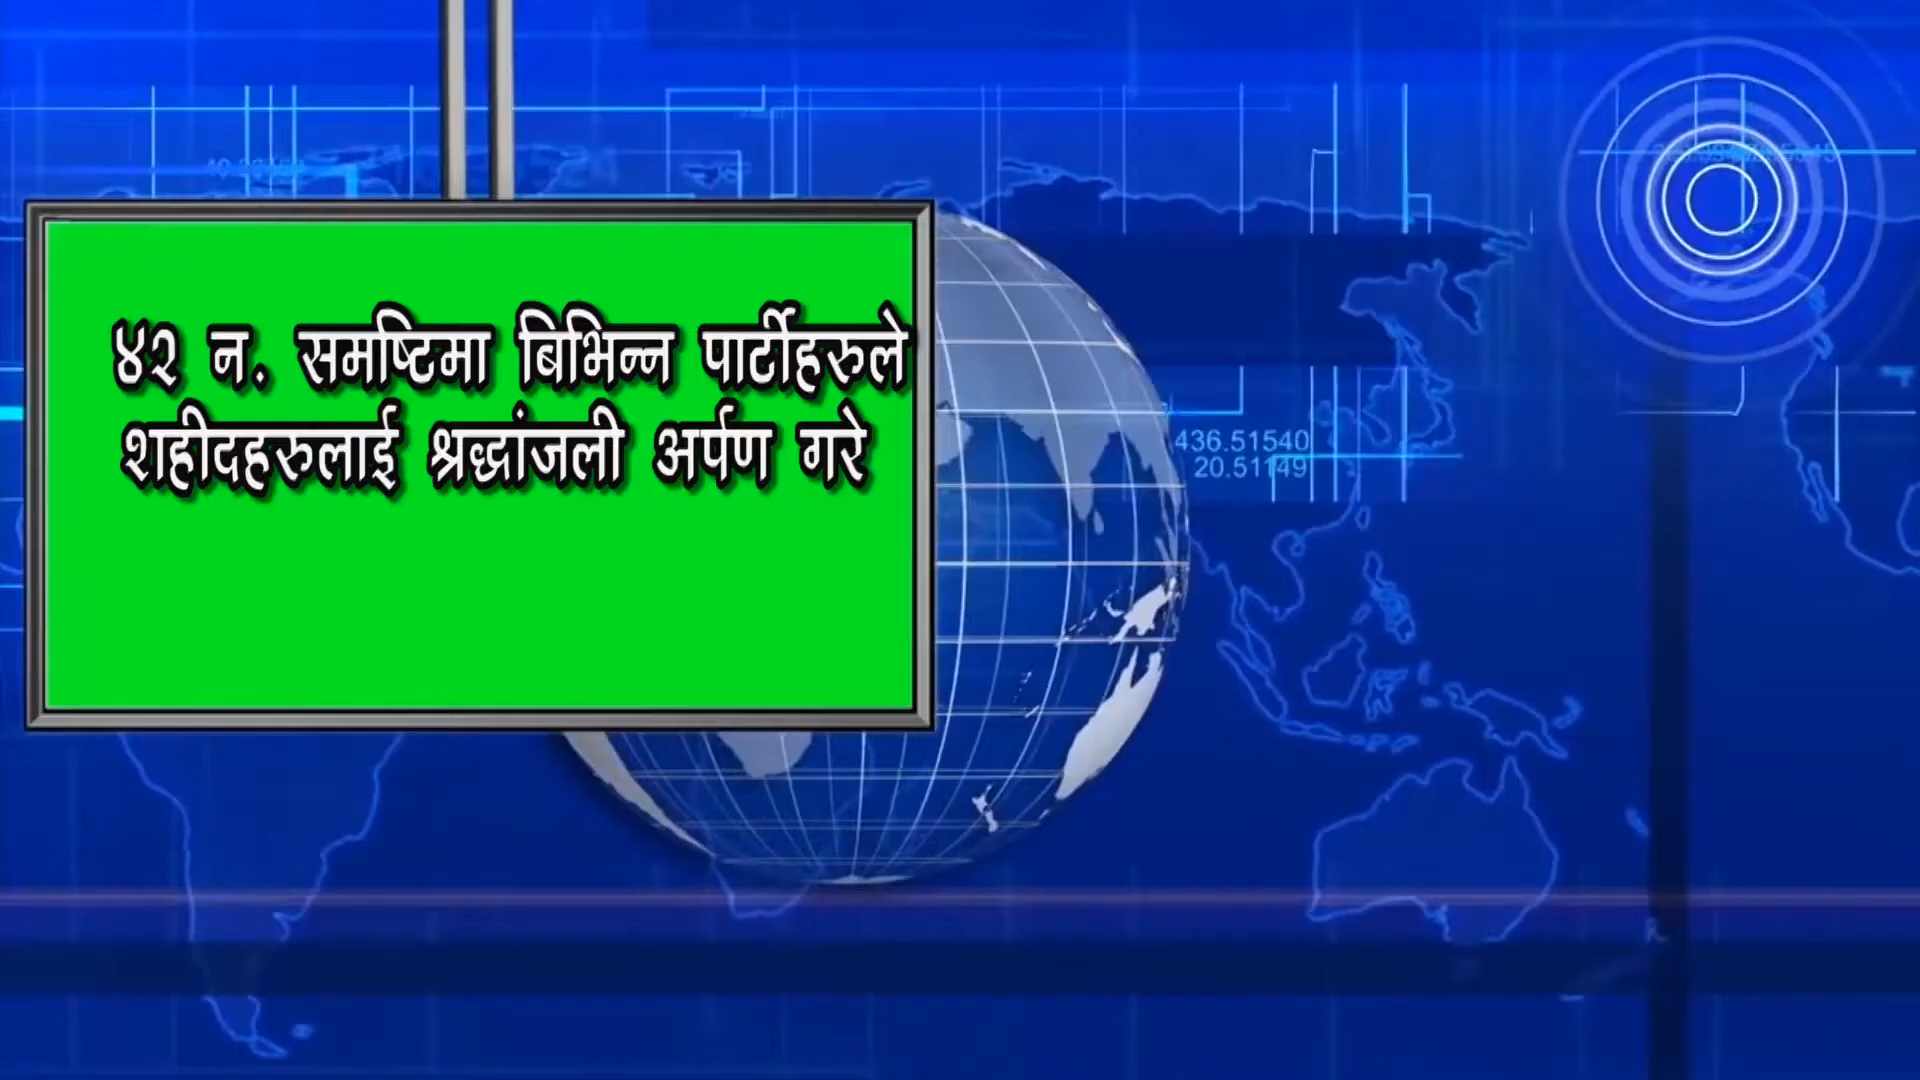 ४२ न. समष्टिमा बिभिन्न पार्टीहरुले
शहीदहरुलाई श्रद्धांजली अर्पण गरे
436.51540
20.51149